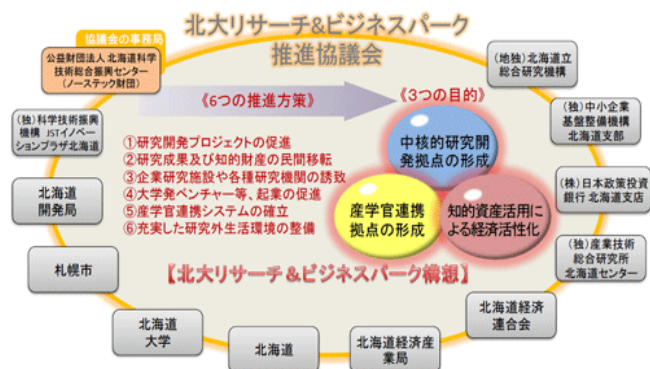 北大リサーチ&ビジネスパーク
推進協議会
協議会の事務局
公益財団法人 北海道科学
技術総合振興センター
(ノーステック財団)
(独)科学技術振興
機構 JSTイノベー
ションプラザ北海道
北海道
開発局
札幌市
北海道
大学
北海道
北海道経済産
業局
北海道経済
連合会
(独)産業技術
総合研究所
北海道センター
(株)日本政策投資
銀行 北海道支店
(独)中小企業
基盤整備機構
北海道支部
(地独)北海道立
総合研究機構
《6つの推進方策》
①研究開発プロジェクトの促進
②研究成果及び知的財産の民間移転
③企業研究施設や各種研究機関の誘致
④大学発ベンチャー等、起業の促進
⑤産学官連携システムの確立
⑥充実した研究外生活環境の整備
《3つの目的》
中核的研究開
発拠点の形成
産学官連携
拠点の形成
知的資産活用に
よる経済活性化
【北大リサーチ&ビジネスパーク構想】